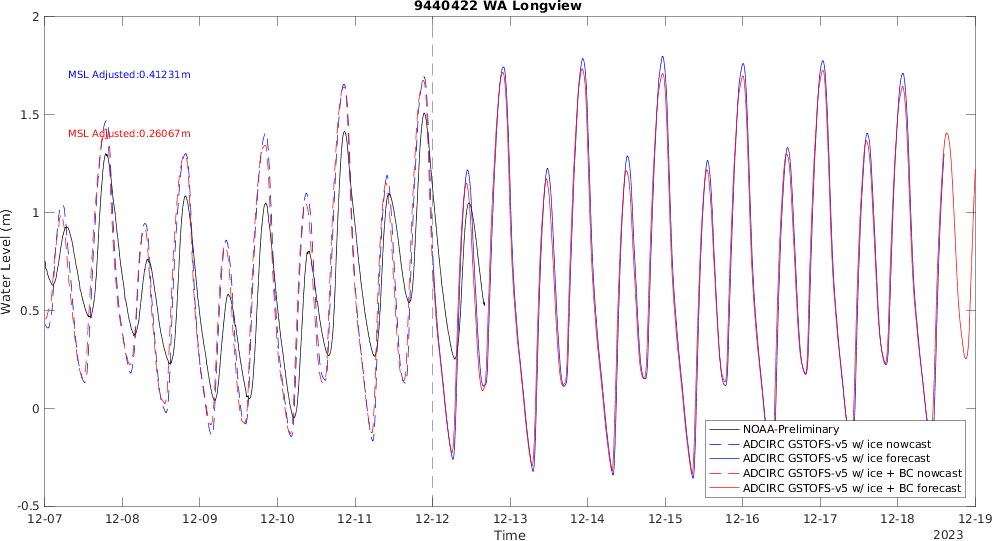 9440422 WA Longview
MSL Adjusted:0.41231m
MSL Adjusted:0.26067m
Water Level (m)
2
1.5
1
0.5
0
-0.5
NOAA-Preliminary
ADCIRC GSTOFS-v5 w/ ice nowcast
ADCIRC GSTOFS-v5 w/ ice forecast
ADCIRC GSTOFS-v5 w/ ice + BC nowcast
ADCIRC GSTOFS-v5 w/ ice + BC forecast
12-07 12-08 12-09 12-10 12-11 12-12 12-13 12-14 12-15 12-16 12-17 12-18 12-19
Time
2023